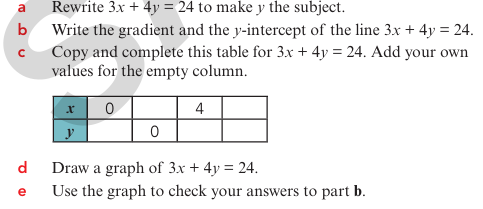 a Rewrite 3x + 4y = 24 to make y the subject.
b Write the gradient and the y-intercept of the line 3x + 4y = 24.
c Copy and complete this table for 3x + 4y = 24. Add your own
values for the empty column.
x 0 4
y 0
d Draw a graph of 3x + 4y = 24.
e Use the graph to check your answers to part b.